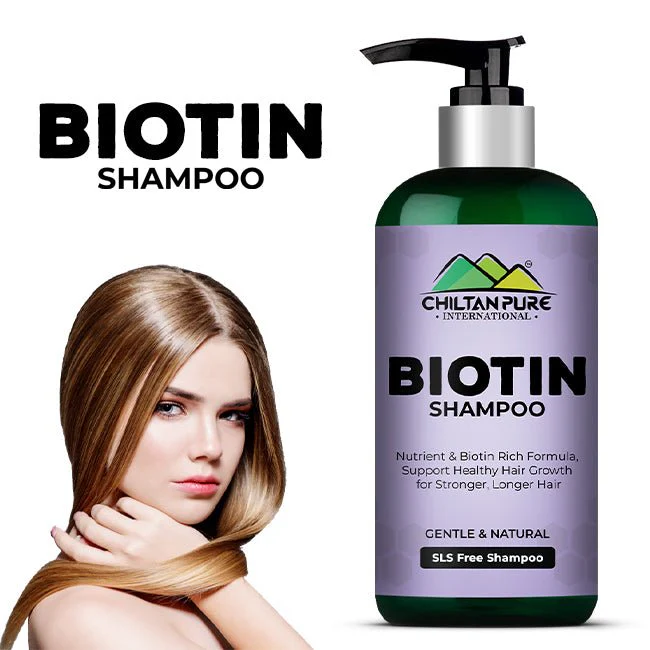 BIOTIN
SHAMPOO
TM
CHILTAN PURE
• INTERNATIONAL •
BIOTIN
SHAMPOO
Nutrient & Biotin Rich Formula,
Support Healthy Hair Growth
for Stronger, Longer Hair
GENTLE & NATURAL
SLS Free Shampoo